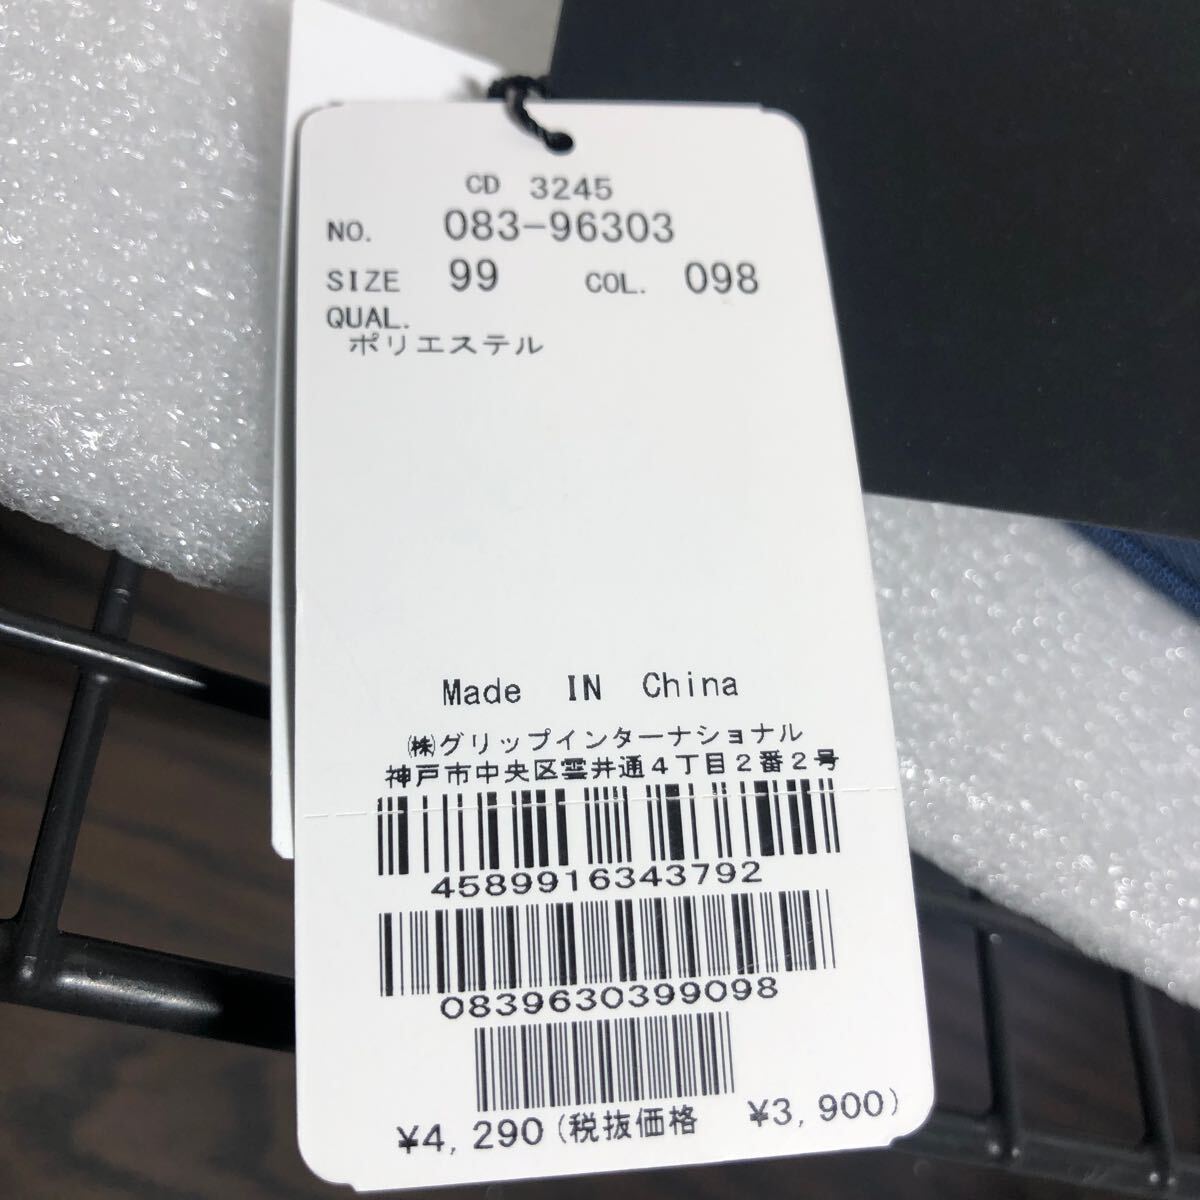 CD 3245
NO. 083-96303
SIZE 99 COL. 098
QUAL.
ポリエステル
Made IN China
㈱グリップインターナショナル
神戸市中央区雲井通４丁目２番２号
4589916343792
0839630399098
¥4,290(税抜価格 ¥3,900)